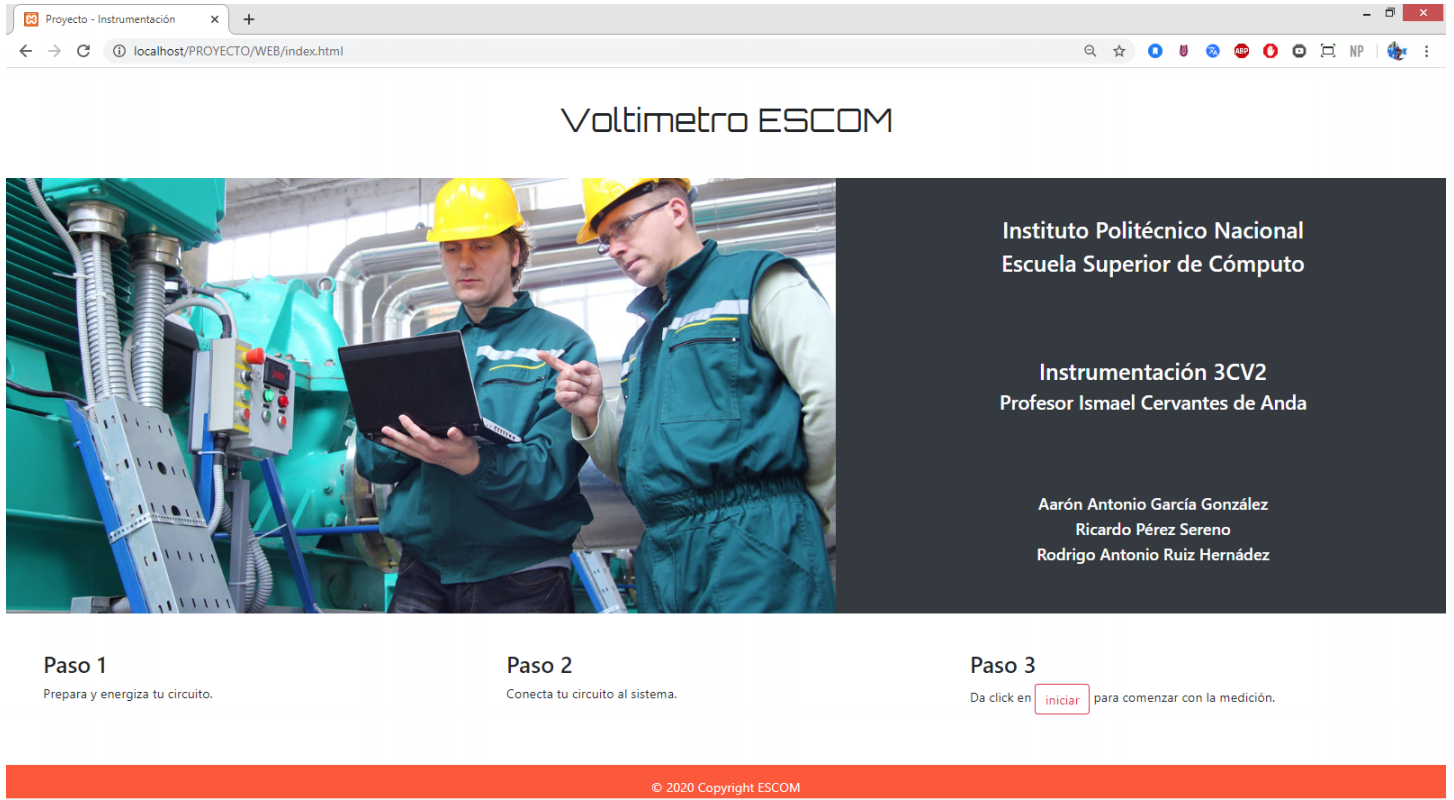 Proyecto - Instrumentación
localhost/PROYECTO/WEB/index.html
ABP
NP
Voltimetro ESCOM
Instituto Politécnico Nacional
Escuela Superior de Cómputo
Instrumentación 3CV2
Profesor Ismael Cervantes de Anda
Aarón Antonio García González
Ricardo Pérez Sereno
Rodrigo Antonio Ruiz Hernádez
Paso 1
Prepara y energiza tu circuito.
Paso 2
Conecta tu circuito al sistema.
Paso 3
Da click en iniciar para comenzar con la medición.
© 2020 Copyright ESCOM